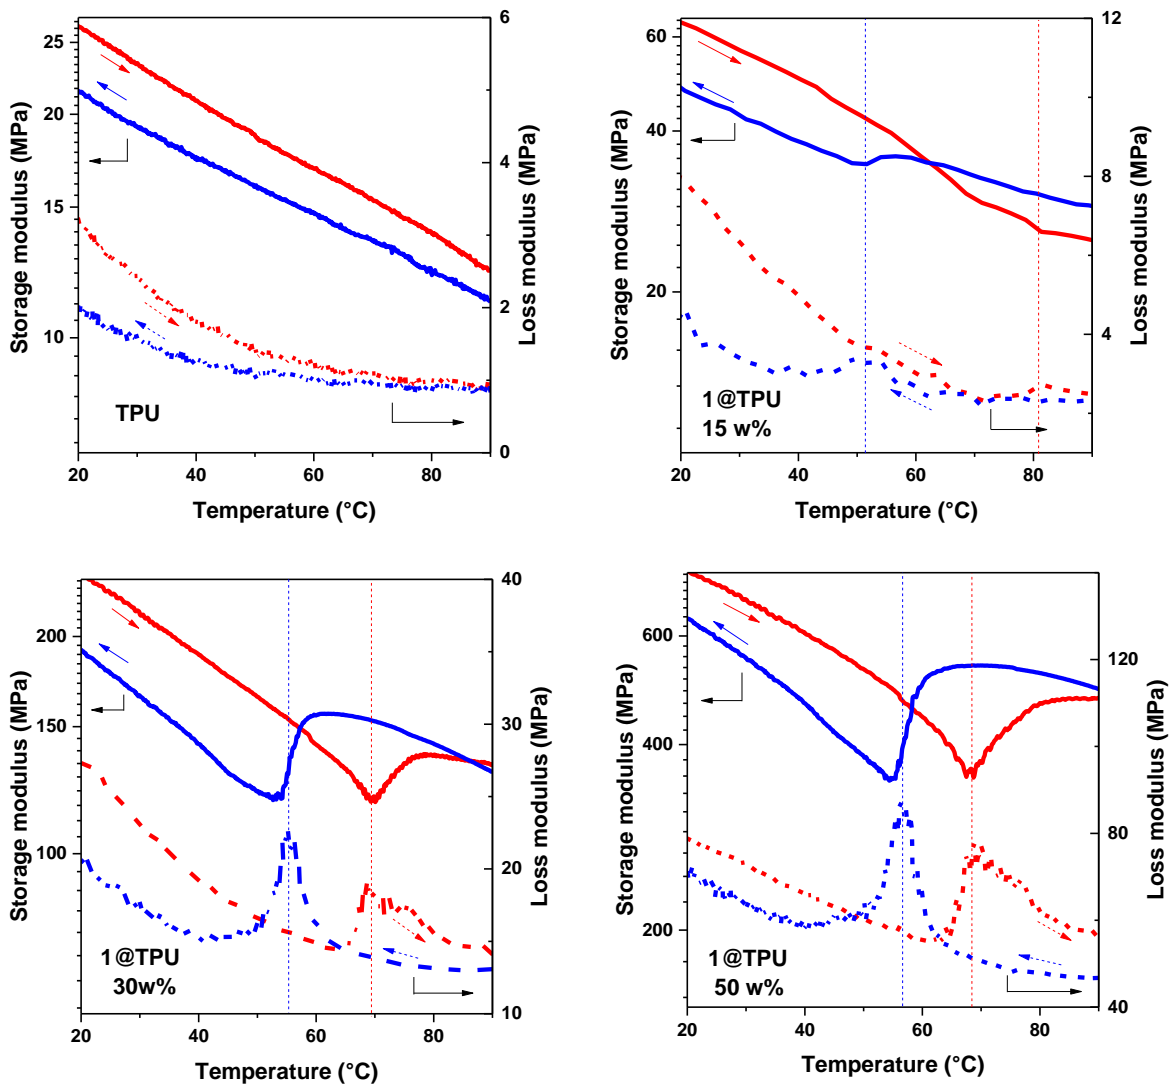 6
12
25
60
20
40
4
8
Storage modulus (MPa)
Loss modulus (MPa)
Storage modulus (MPa)
Loss modulus (MPa)
15
20
2
4
10
TPU
1@TPU
15 w%
0
20
40
60
80
20
40
60
80
Temperature (°C)
Temperature (°C)
40
200
600
120
30
150
400
Storage modulus (MPa)
Loss modulus (MPa)
Storage modulus (MPa)
Loss modulus (MPa)
100
20
80
200
1@TPU
30w%
1@TPU
50 w%
10
40
20
40
60
80
20
40
60
80
Temperature (°C)
Temperature (°C)